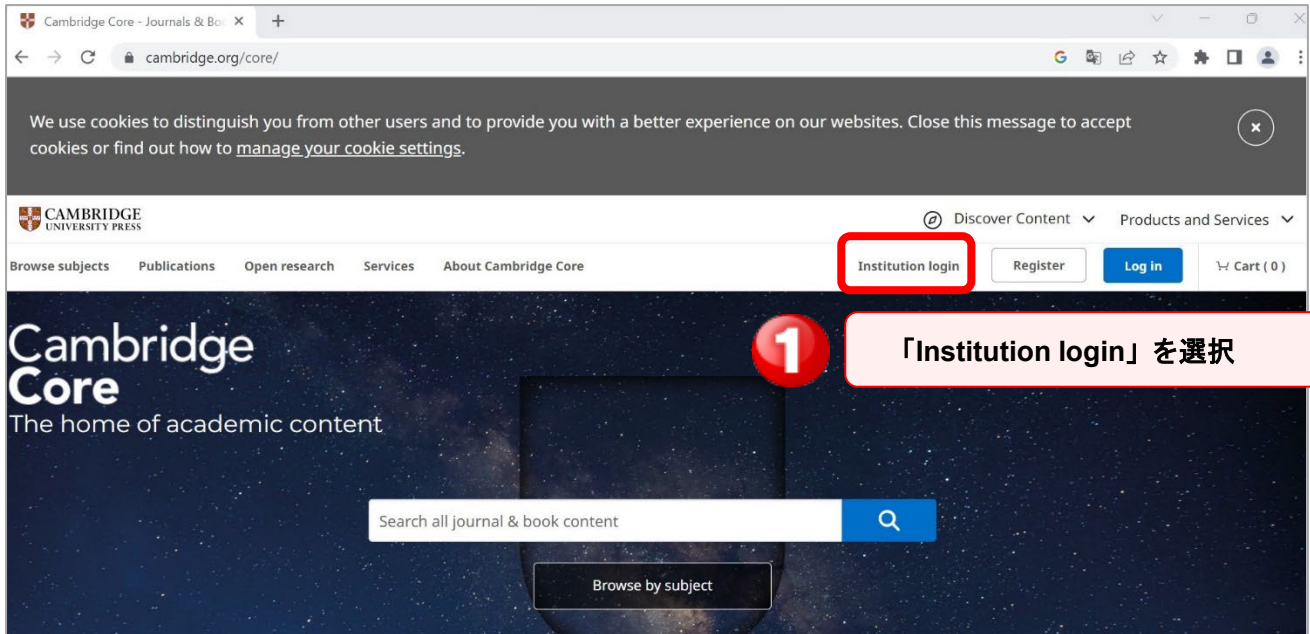 Cambridge Core - Journals & Boo
cambridge.org/core/
We use cookies to distinguish you from other users and to provide you with a better experience on our websites. Close this message to accept
cookies or find out how to manage your cookie settings.
CAMBRIDGE
UNIVERSITY PRESS
Discover Content
Products and Services
Browse subjects
Publications
Open research
Services
About Cambridge Core
Institution login
Register
Log in
Cart ( 0 )
Cambridge
Core
The home of academic content
1
「Institution login」を選択
Search all journal & book content
Browse by subject